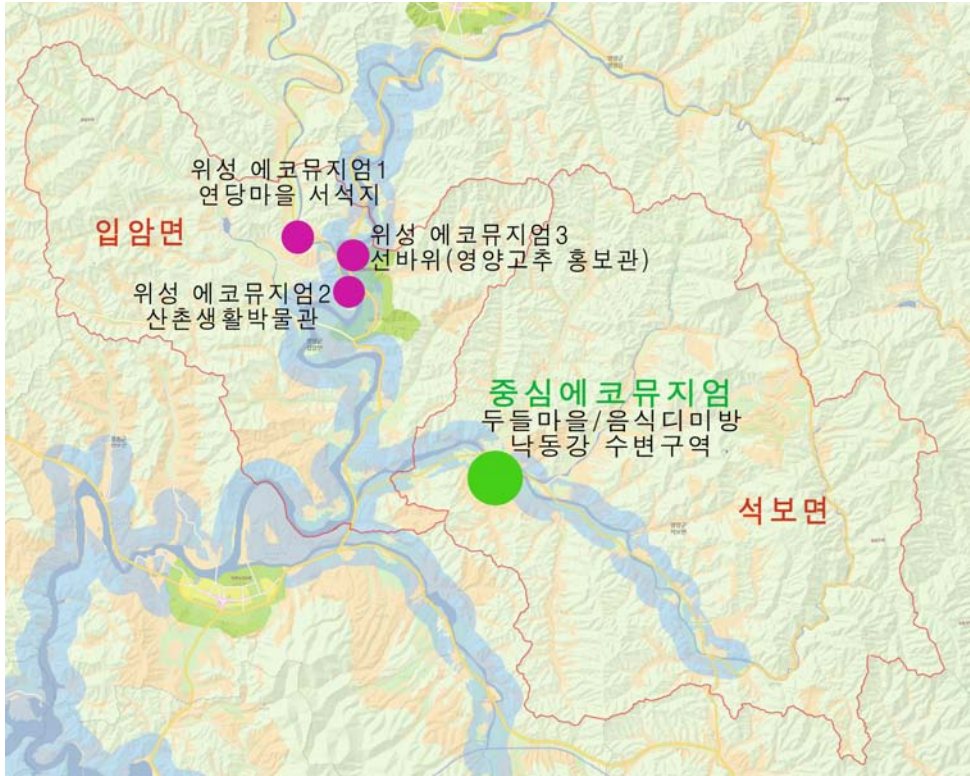 위성 에코뮤지엄1
연당마을 서석지
입암면
위성 에코뮤지엄3
선바위(영양고추 홍보관)
위성 에코뮤지엄2
산촌생활박물관
중심에코뮤지엄
두들마을/음식디미방
낙동강 수변구역
석보면